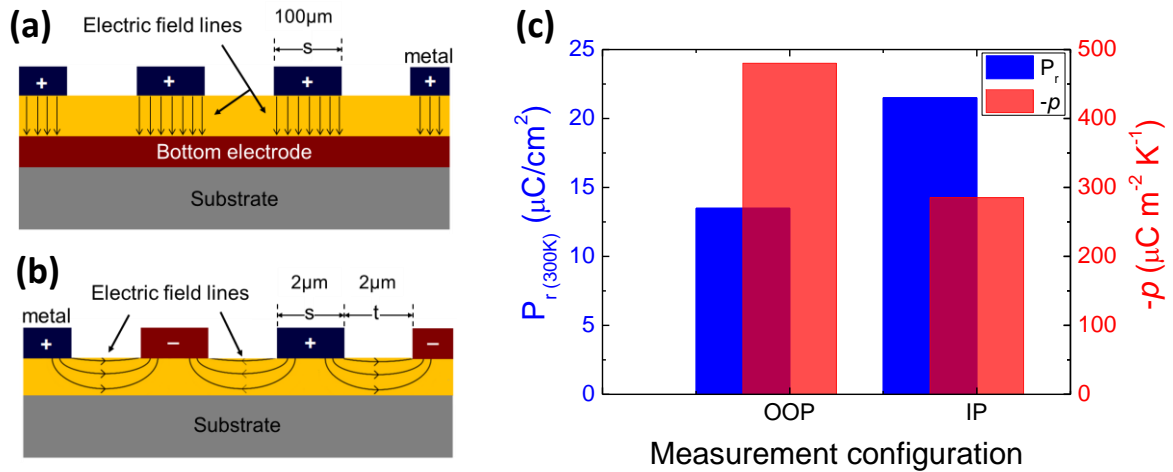 (a)
Electric field lines
100µm
s
metal
+ + + +
Bottom electrode
Substrate
(b)
Electric field lines
2µm 2µm
s t
metal
+ − + −
Substrate
(c)
25
20
15
10
5
0
P r (300K) (µC/cm²)
500
400
300
200
100
0
-p (µC m⁻² K⁻¹)
Pᵣ
-p
OOP IP
Measurement configuration